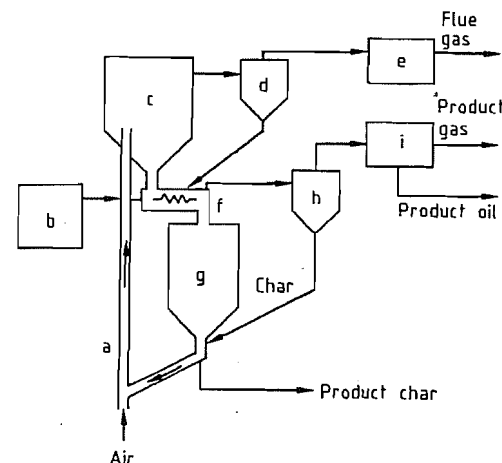 Flue
gas
e
d
c
Product
gas
i
h
Product oil
f
b
g
Char
a
Product char
Air